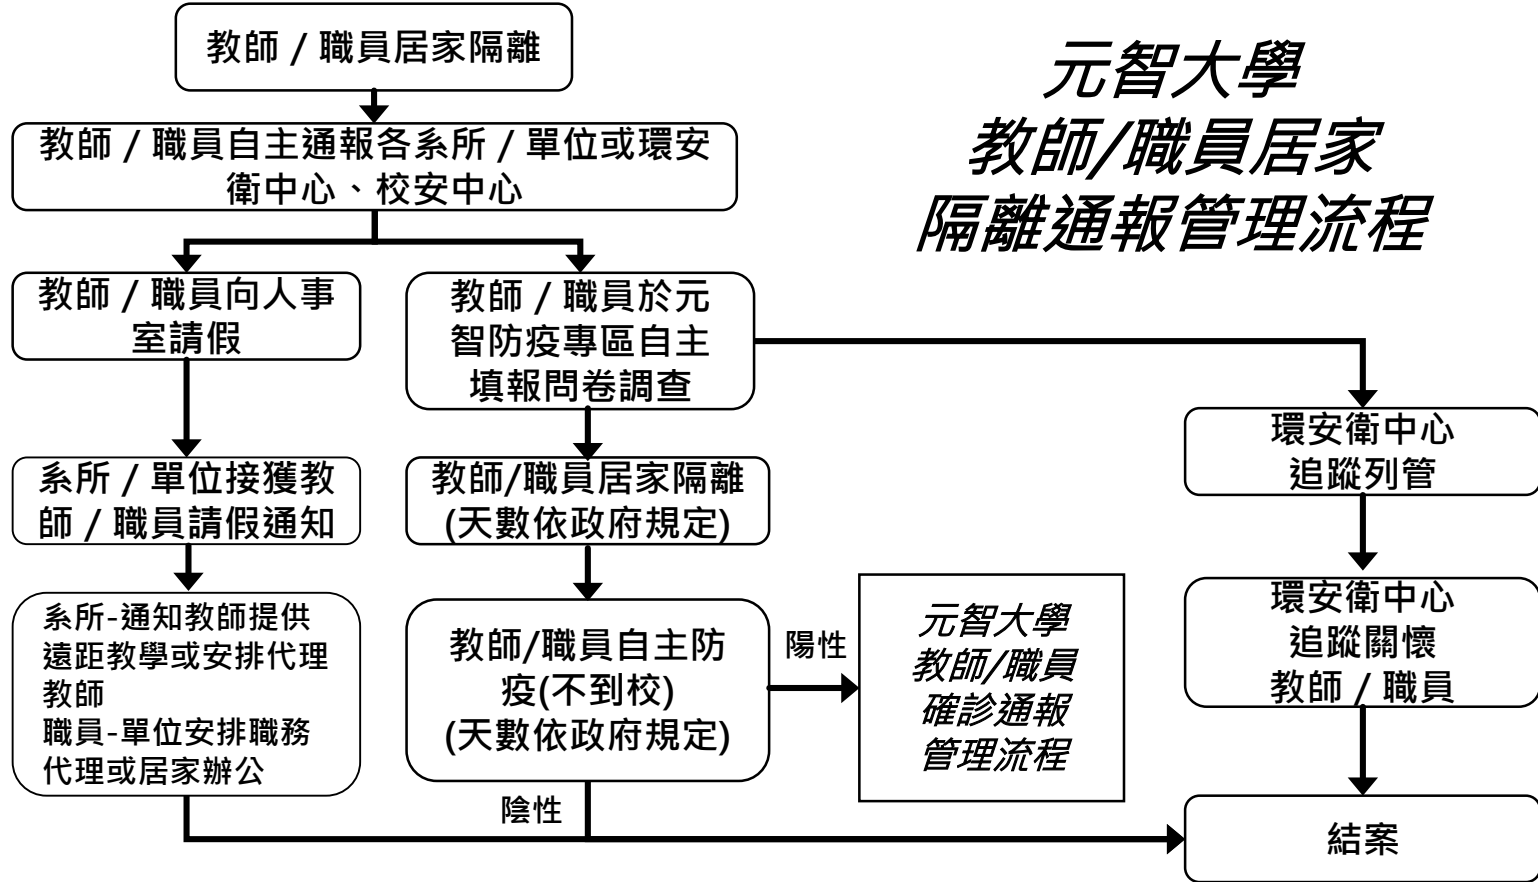 元智大學
教師/職員居家
隔離通報管理流程
教師 / 職員居家隔離
教師 / 職員自主通報各系所 / 單位或環安
衛中心、校安中心
教師 / 職員向人事
室請假
教師 / 職員於元
智防疫專區自主
填報問卷調查
系所 / 單位接獲教
師 / 職員請假通知
教師/職員居家隔離
(天數依政府規定)
環安衛中心
追蹤列管
系所-通知教師提供
遠距教學或安排代理
教師
職員-單位安排職務
代理或居家辦公
教師/職員自主防
疫(不到校)
(天數依政府規定)
陽性
元智大學
教師/職員
確診通報
管理流程
環安衛中心
追蹤關懷
教師 / 職員
陰性
結案